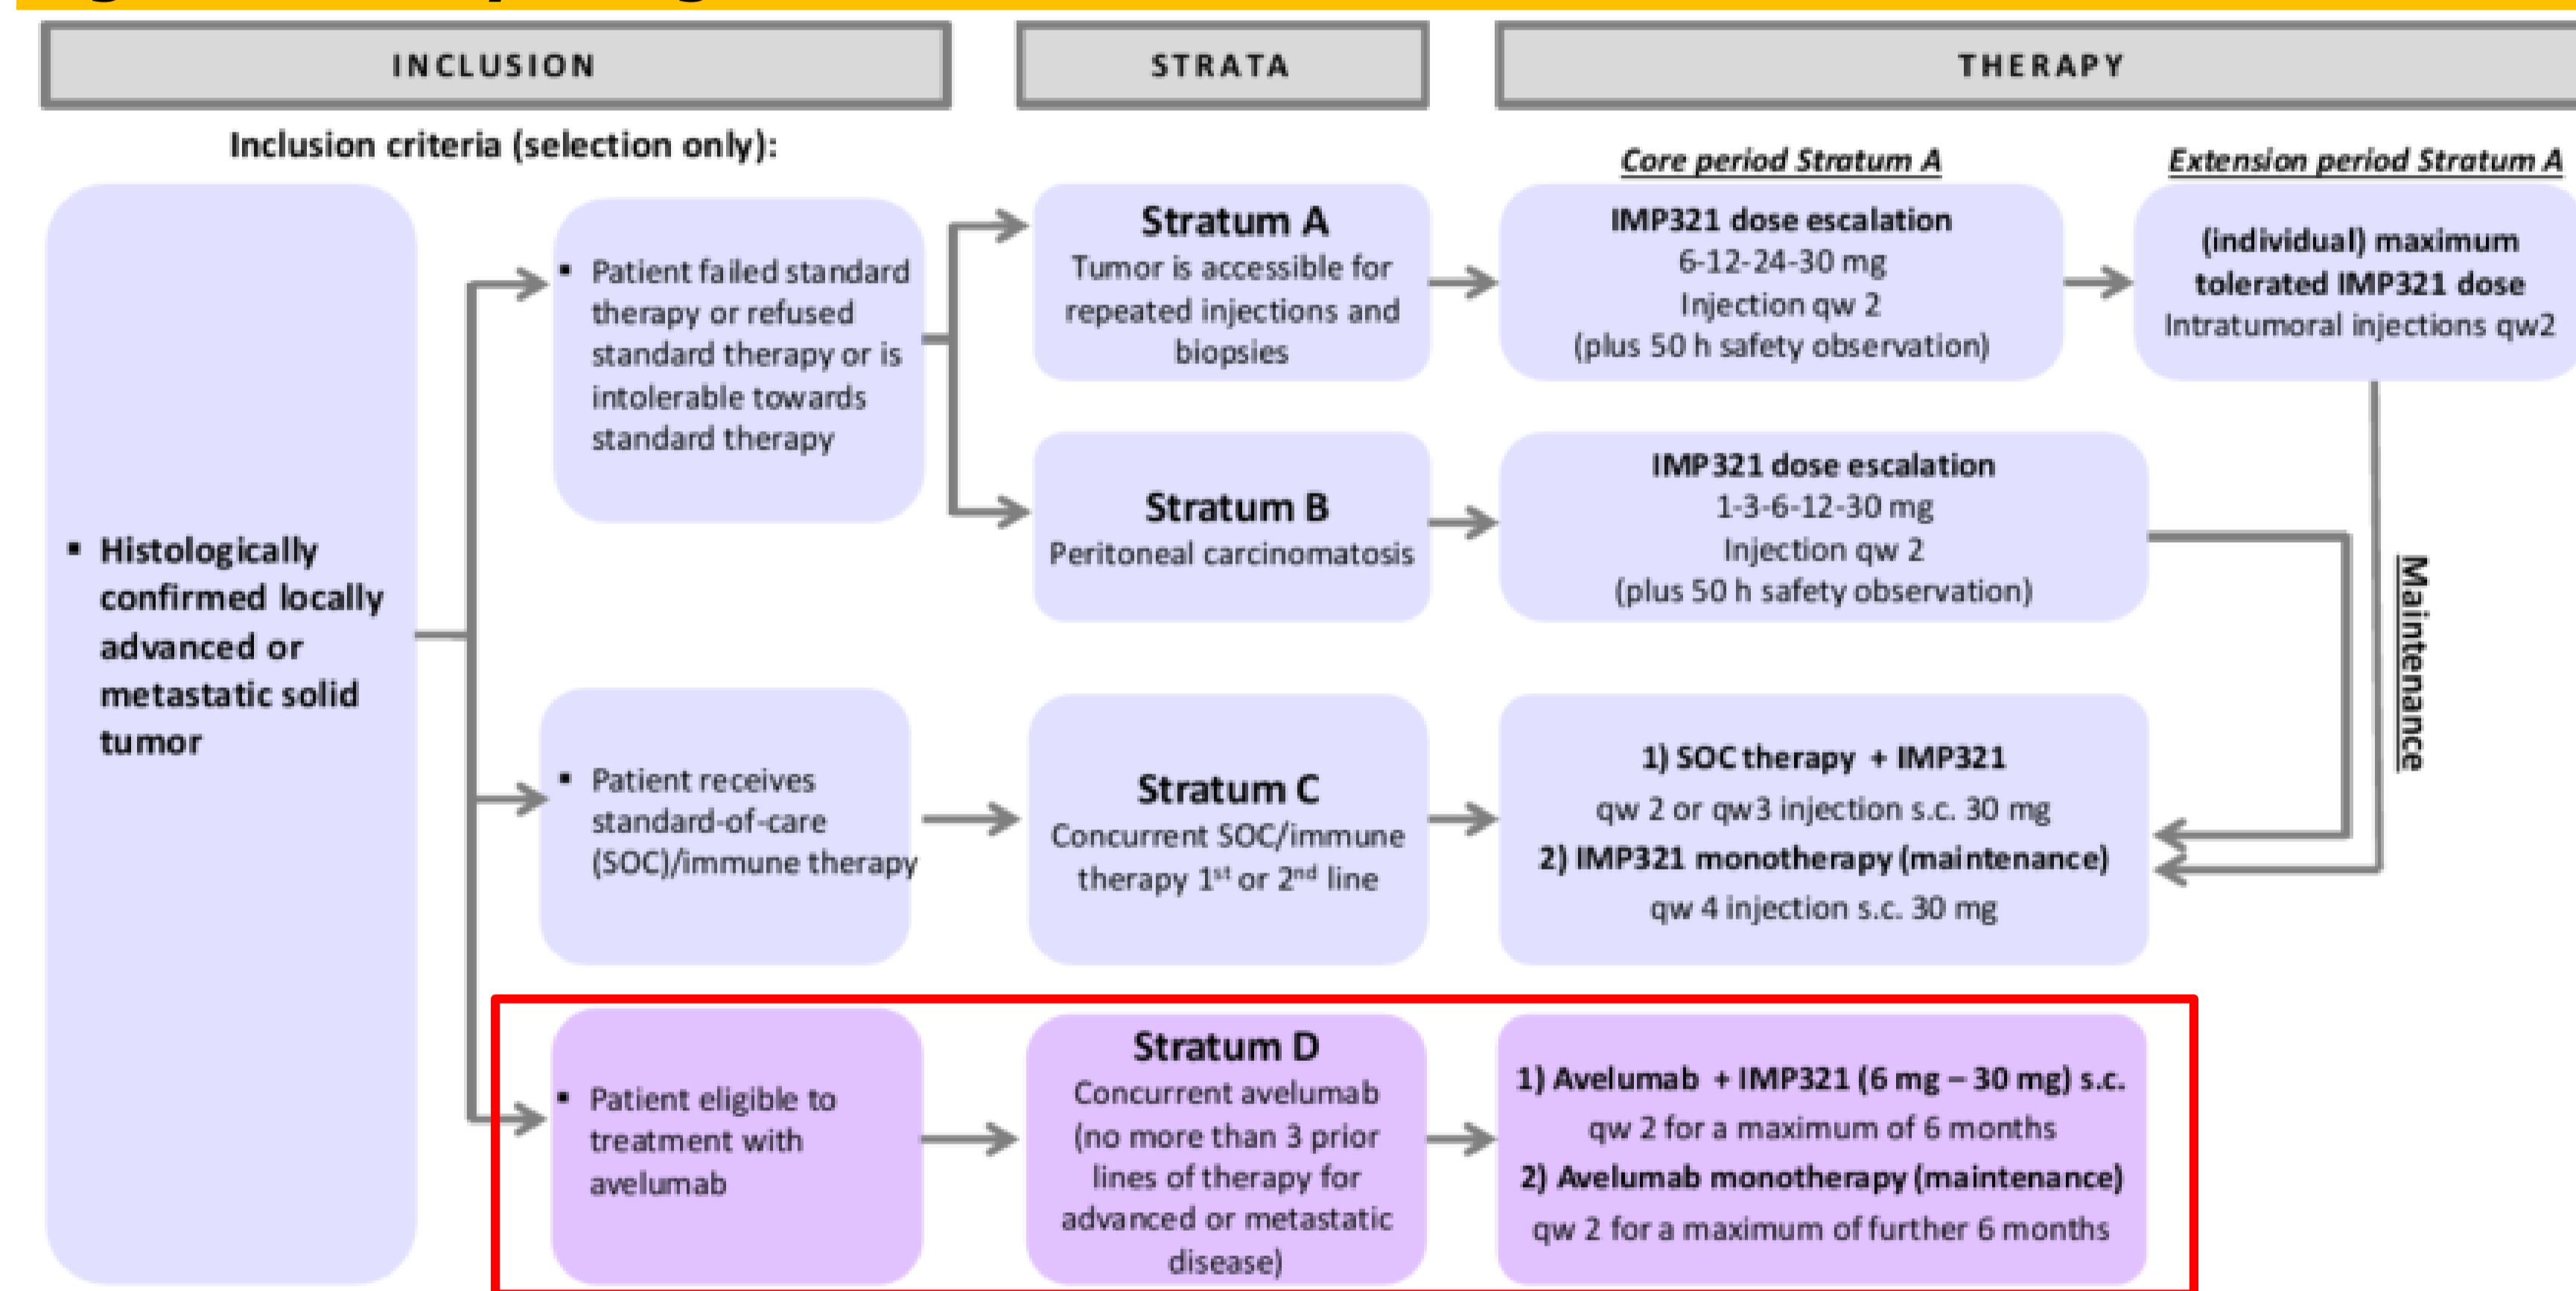 INCLUSION
STRATA
THERAPY
Inclusion criteria (selection only):
▪ Histologically
confirmed locally
advanced or
metastatic solid
tumor
▪ Patient failed standard
therapy or refused
standard therapy or is
intolerable towards
standard therapy
Stratum A
Tumor is accessible for
repeated injections and
biopsies
Core period Stratum A
IMP321 dose escalation
6-12-24-30 mg
Injection qw 2
(plus 50 h safety observation)
Extension period Stratum A
(individual) maximum
tolerated IMP321 dose
Intratumoral injections qw2
Stratum B
Peritoneal carcinomatosis
IMP321 dose escalation
1-3-6-12-30 mg
Injection qw 2
(plus 50 h safety observation)
Maintenance
▪ Patient receives
standard-of-care
(SOC)/immune therapy
Stratum C
Concurrent SOC/immune
therapy 1st or 2nd line
1) SOC therapy + IMP321
qw 2 or qw3 injection s.c. 30 mg
2) IMP321 monotherapy (maintenance)
qw 4 injection s.c. 30 mg
▪ Patient eligible to
treatment with
avelumab
Stratum D
Concurrent avelumab
(no more than 3 prior
lines of therapy for
advanced or metastatic
disease)
1) Avelumab + IMP321 (6 mg – 30 mg) s.c.
qw 2 for a maximum of 6 months
2) Avelumab monotherapy (maintenance)
qw 2 for a maximum of further 6 months